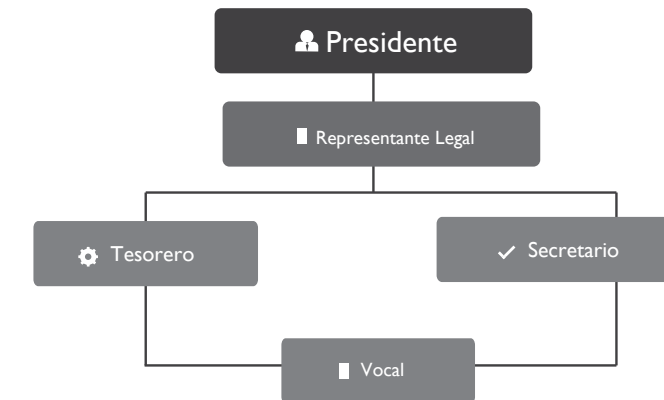 Presidente
Representante Legal
Tesorero
Secretario
Vocal